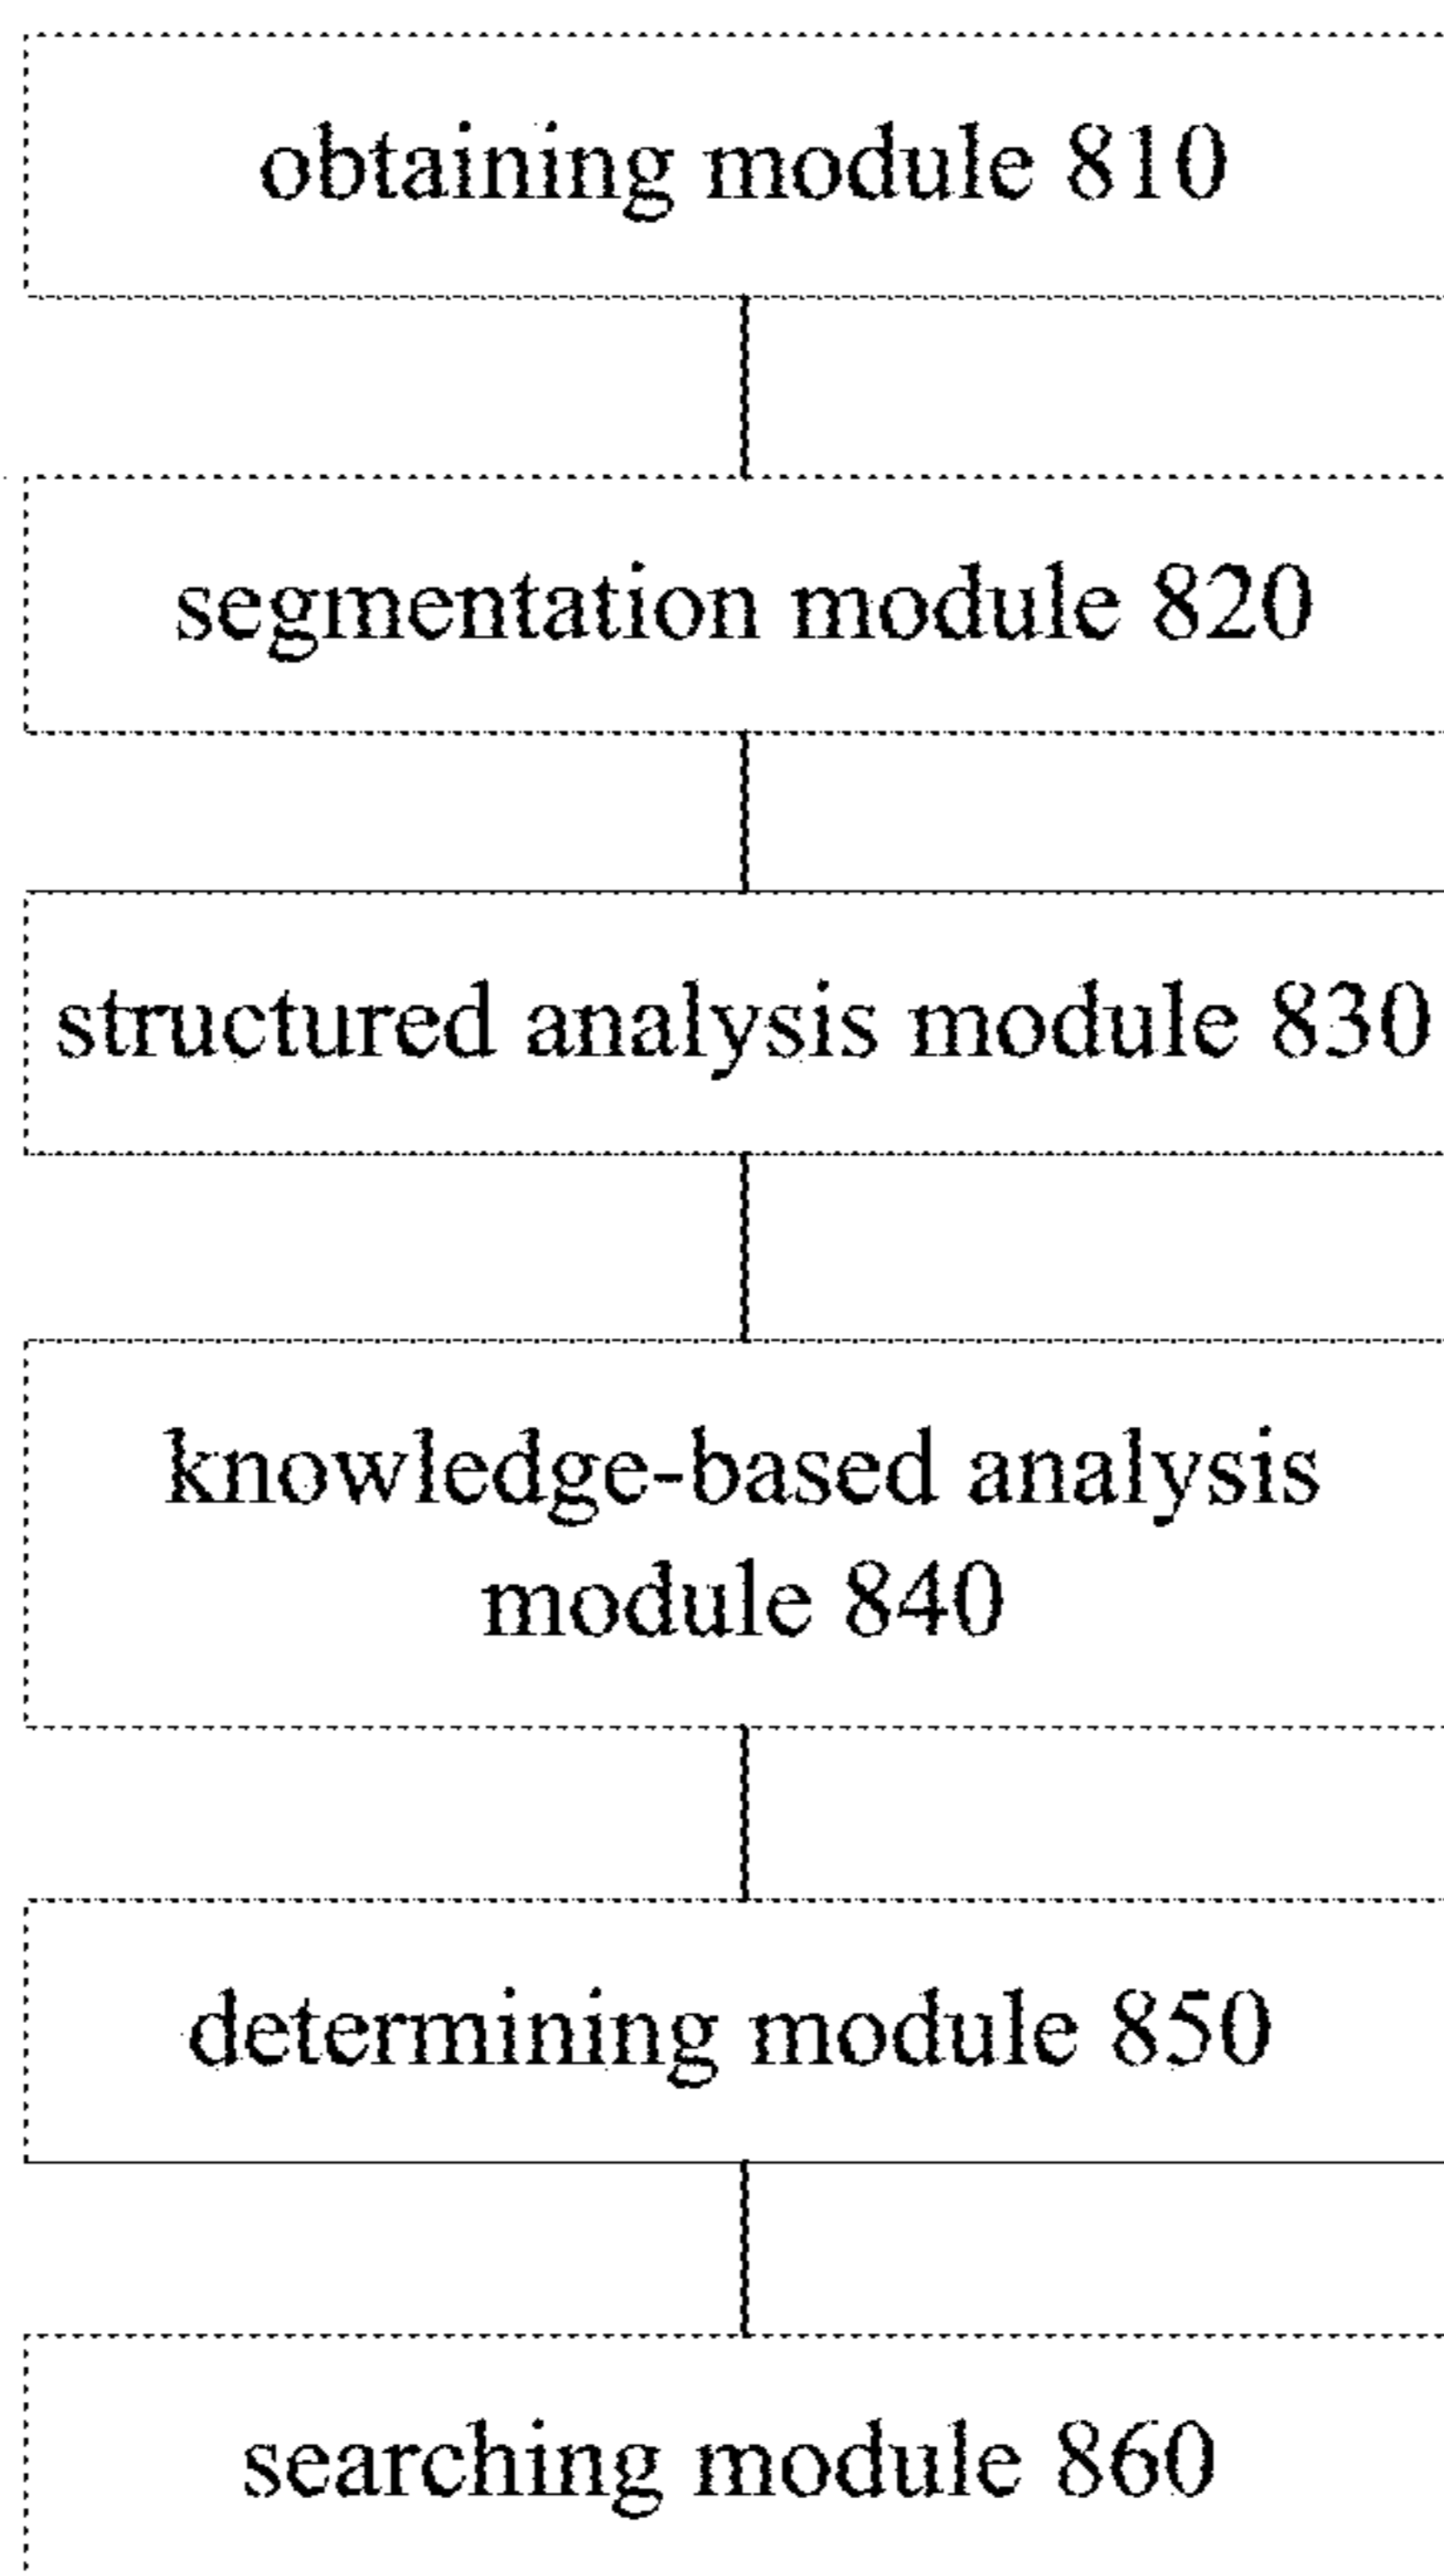 obtaining module 810
segmentation module 820
structured analysis module 830
knowledge-based analysis
module 840
determining module 850
searching module 860